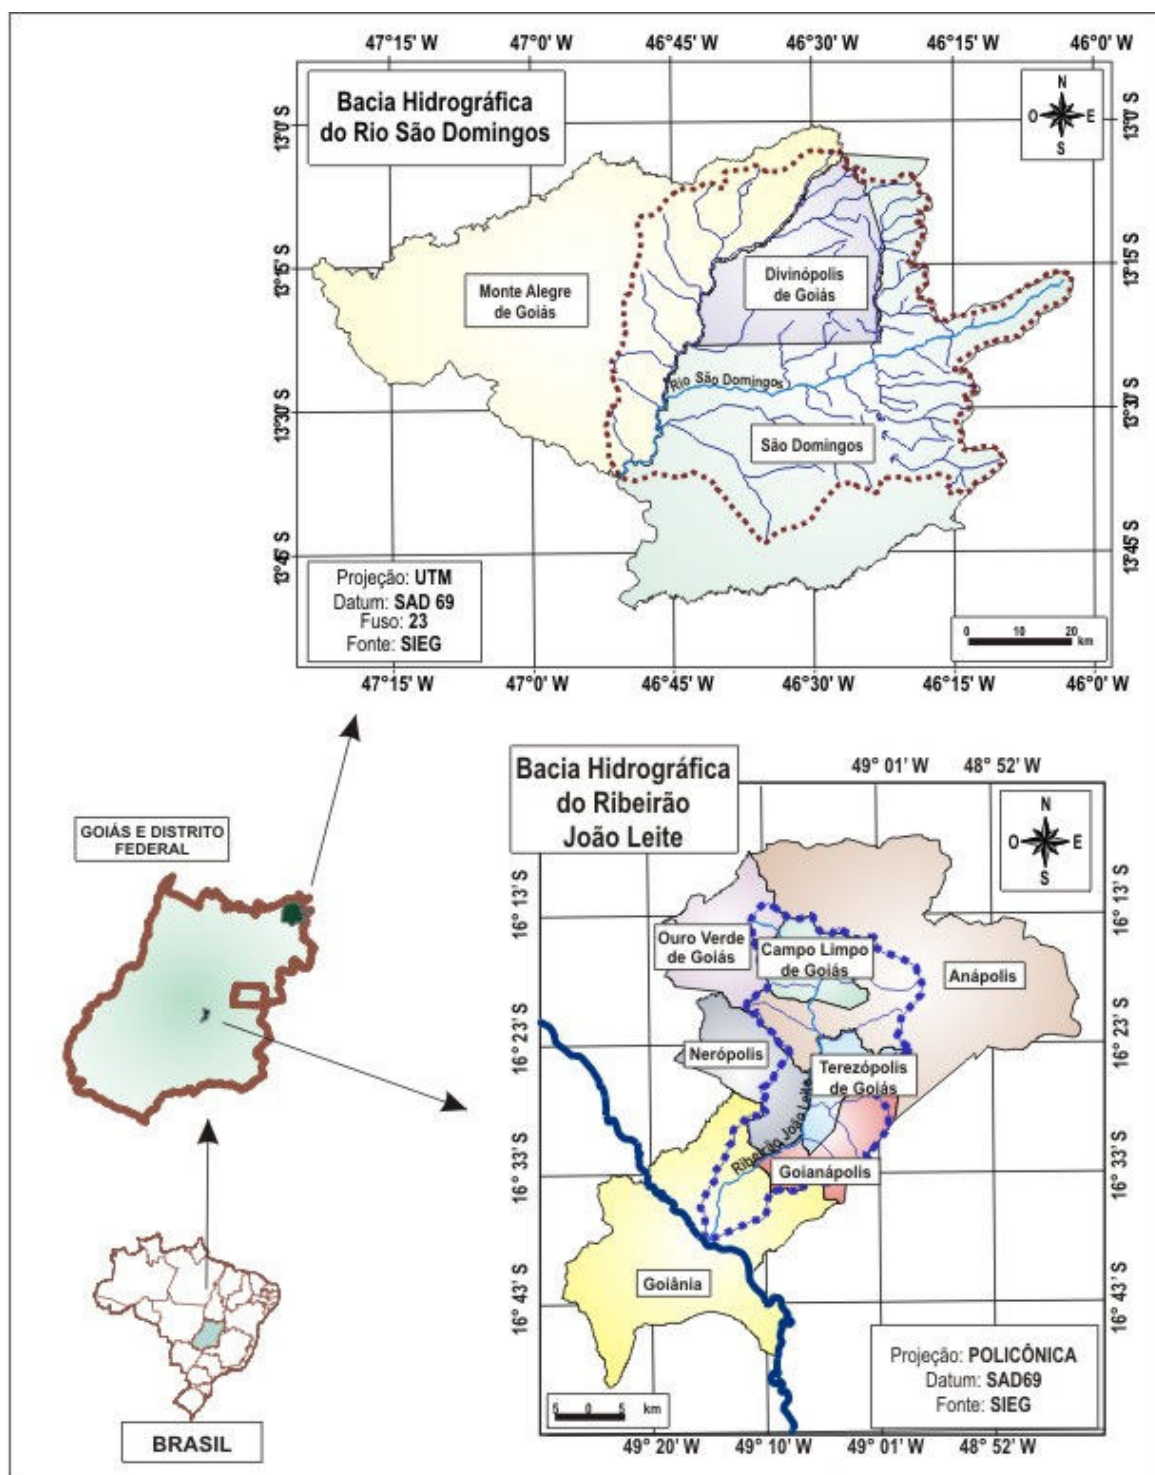 47°15' W 47°0' W 46°45' W 46°30' W 46°15' W 46°0' W
Bacia Hidrográfica
do Rio São Domingos
N
O E
S
13°0' S 13°0' S
13°15' S 13°15' S
13°30' S 13°30' S
13°45' S 13°45' S
Monte Alegre
de Goiás
Divinópolis
de Goiás
Rio São Domingos
São Domingos
Projeção: UTM
Datum: SAD 69
Fuso: 23
Fonte: SIEG
0 10 20
km
47°15' W 47°0' W 46°45' W 46°30' W 46°15' W 46°0' W
GOIÁS E DISTRITO
FEDERAL
BRASIL
Bacia Hidrográfica
do Ribeirão
João Leite
49° 01' W 48° 52' W
N
O E
S
16° 13' S 16° 13' S
16° 23' S 16° 23' S
16° 33' S 16° 33' S
16° 43' S 16° 43' S
Ouro Verde
de Goiás
Campo Limpo
de Goiás
Anápolis
Nerópolis
Terezópolis
de Goiás
Ribeirão João Leite
Goianápolis
Goiânia
Projeção: POLICÔNICA
Datum: SAD69
Fonte: SIEG
5 0 5 km
49° 20' W 49° 10' W 49° 01' W 48° 52' W